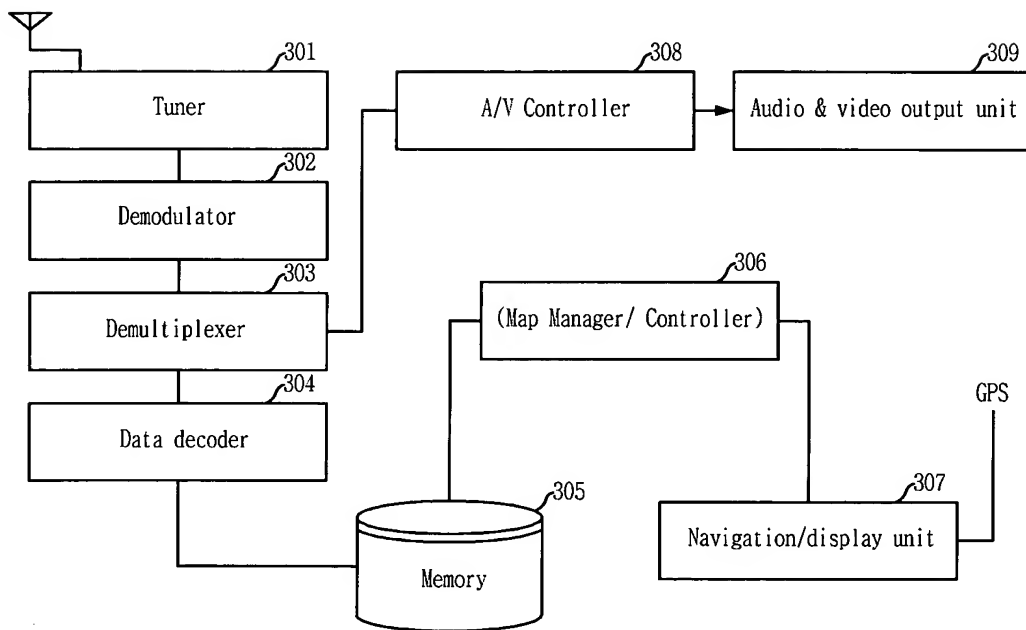 301
Tuner
302
Demodulator
303
Demultiplexer
304
Data decoder
305
Memory
306
(Map Manager/ Controller)
GPS
307
Navigation/display unit
308
A/V Controller
309
Audio & video output unit